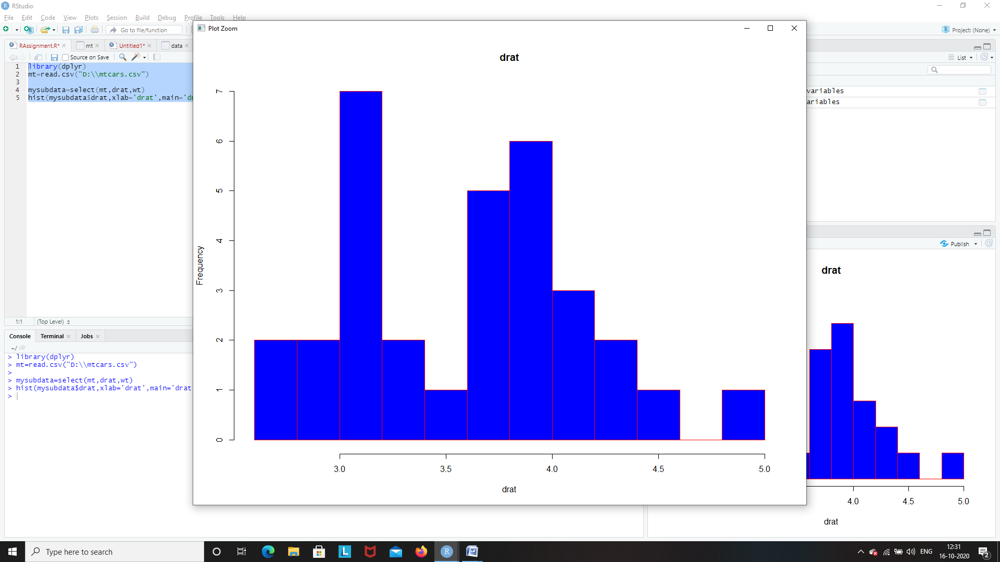 RStudio
File Edit Code View Plots Session Build Debug Profile Tools Help
Go to file/function
Project: (None)
RAssignment.R* mt Untitled1* data
Source on Save
1 library(dplyr)
2 mt=read.csv("D:\\mtcars.csv")
3
4 mysubdata=select(mt,drat,wt)
5 hist(mysubdata$drat,xlab='drat',main='dr
1:1 (Top Level)
Console Terminal Jobs
~/
> library(dplyr)
> mt=read.csv("D:\\mtcars.csv")
>
> mysubdata=select(mt,drat,wt)
> hist(mysubdata$drat,xlab='drat',main='drat
>
Plot Zoom
drat
7
6
5
4
3
2
1
0
Frequency
3.0 3.5 4.0 4.5 5.0
drat
List
variables
ariables
Publish
drat
4.0 4.5 5.0
drat
Type here to search
L
R
W
ENG
12:31
16-10-2020
2